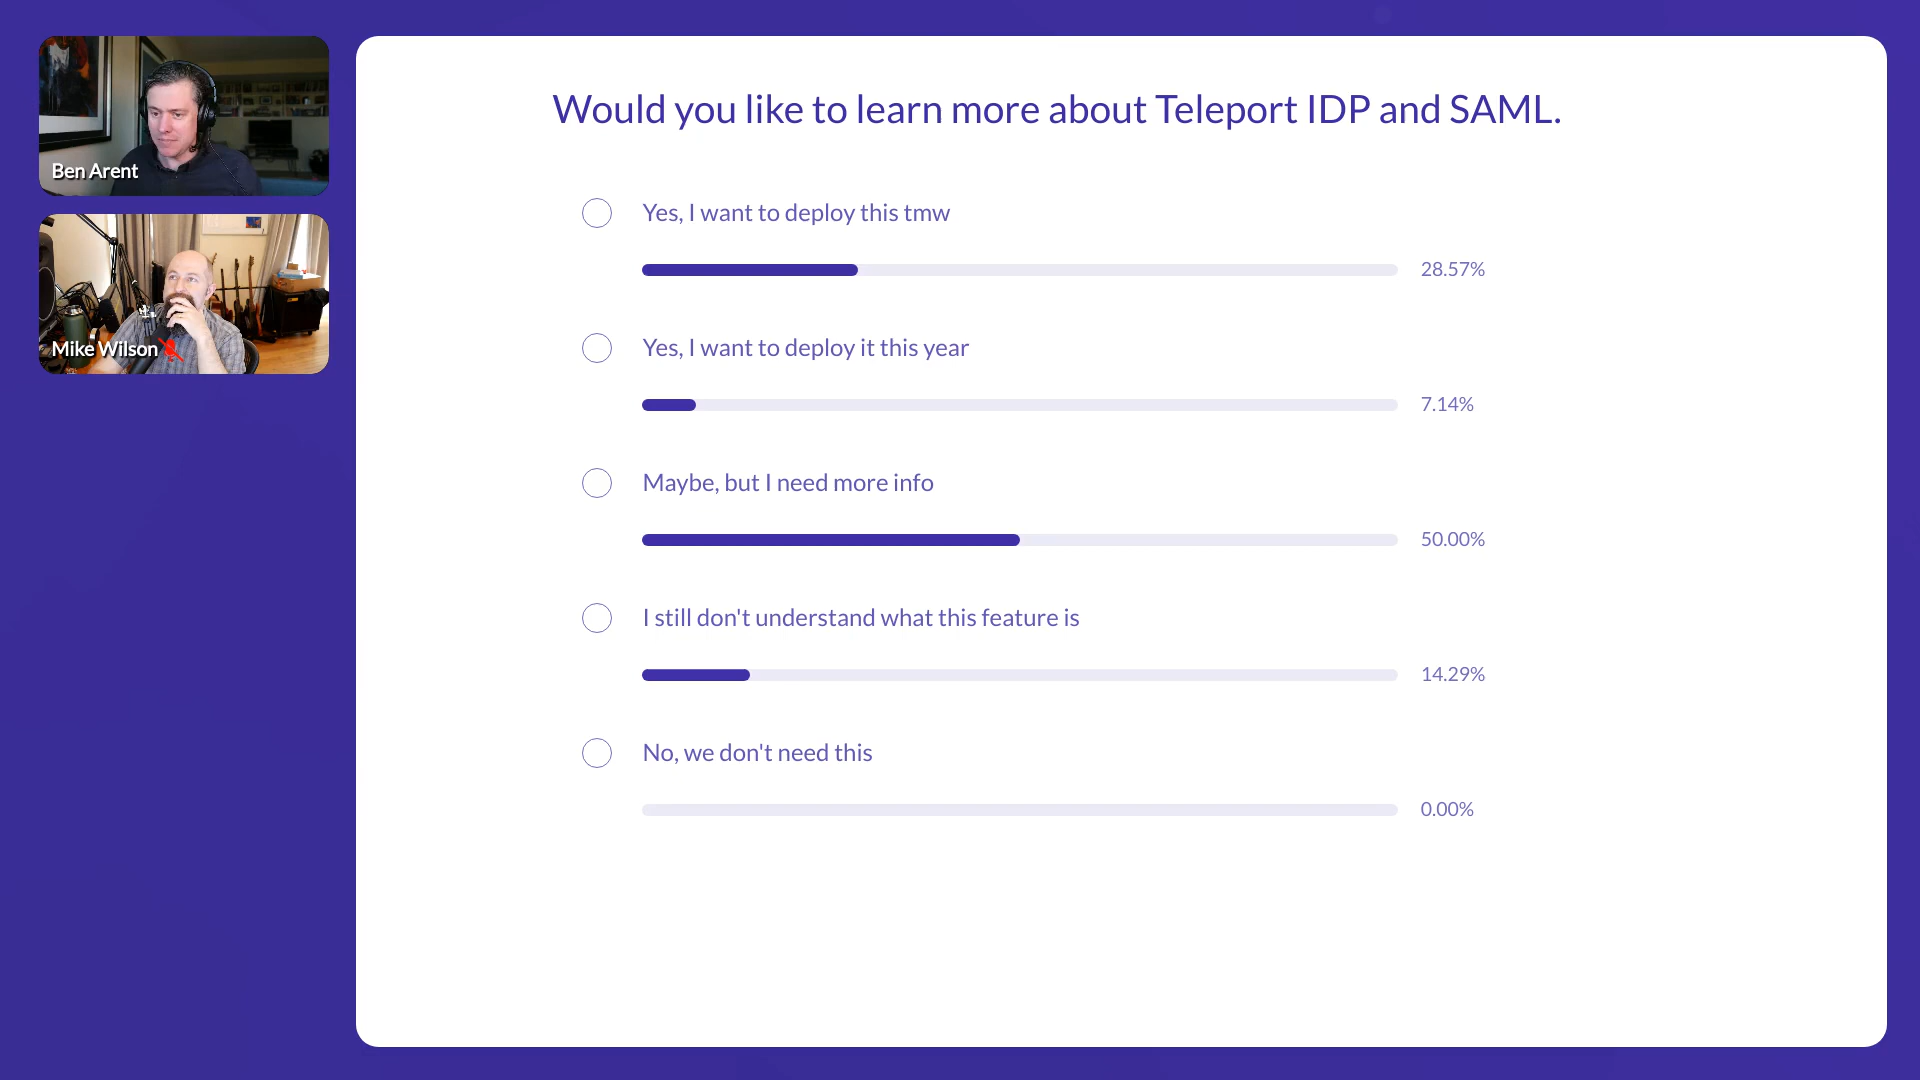 Ben Arent
Mike Wilson
Would you like to learn more about Teleport IDP and SAML.
Yes, I want to deploy this tmw
28.57%
Yes, I want to deploy it this year
7.14%
Maybe, but I need more info
50.00%
I still don't understand what this feature is
14.29%
No, we don't need this
0.00%